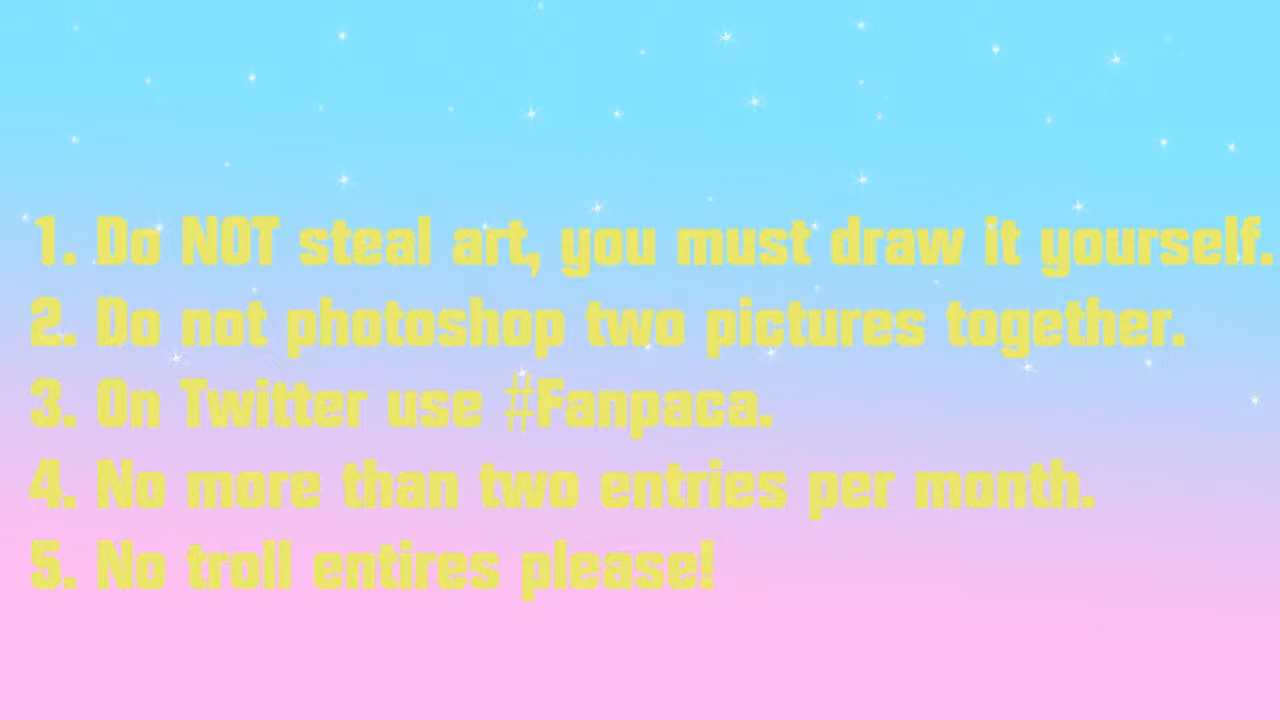 1. Do NOT steal art, you must draw it yourself.
2. Do not photoshop two pictures together.
3. On Twitter use #Fanpaca.
4. No more than two entries per month.
5. No troll entires please!